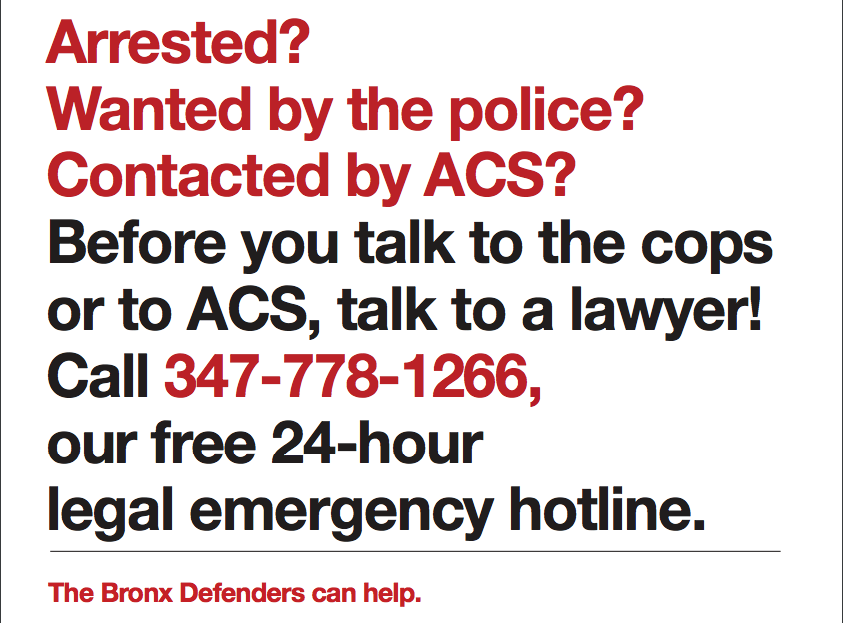 Arrested?
Wanted by the police?
Contacted by ACS?
Before you talk to the cops
or to ACS, talk to a lawyer!
Call 347-778-1266,
our free 24-hour
legal emergency hotline.
The Bronx Defenders can help.